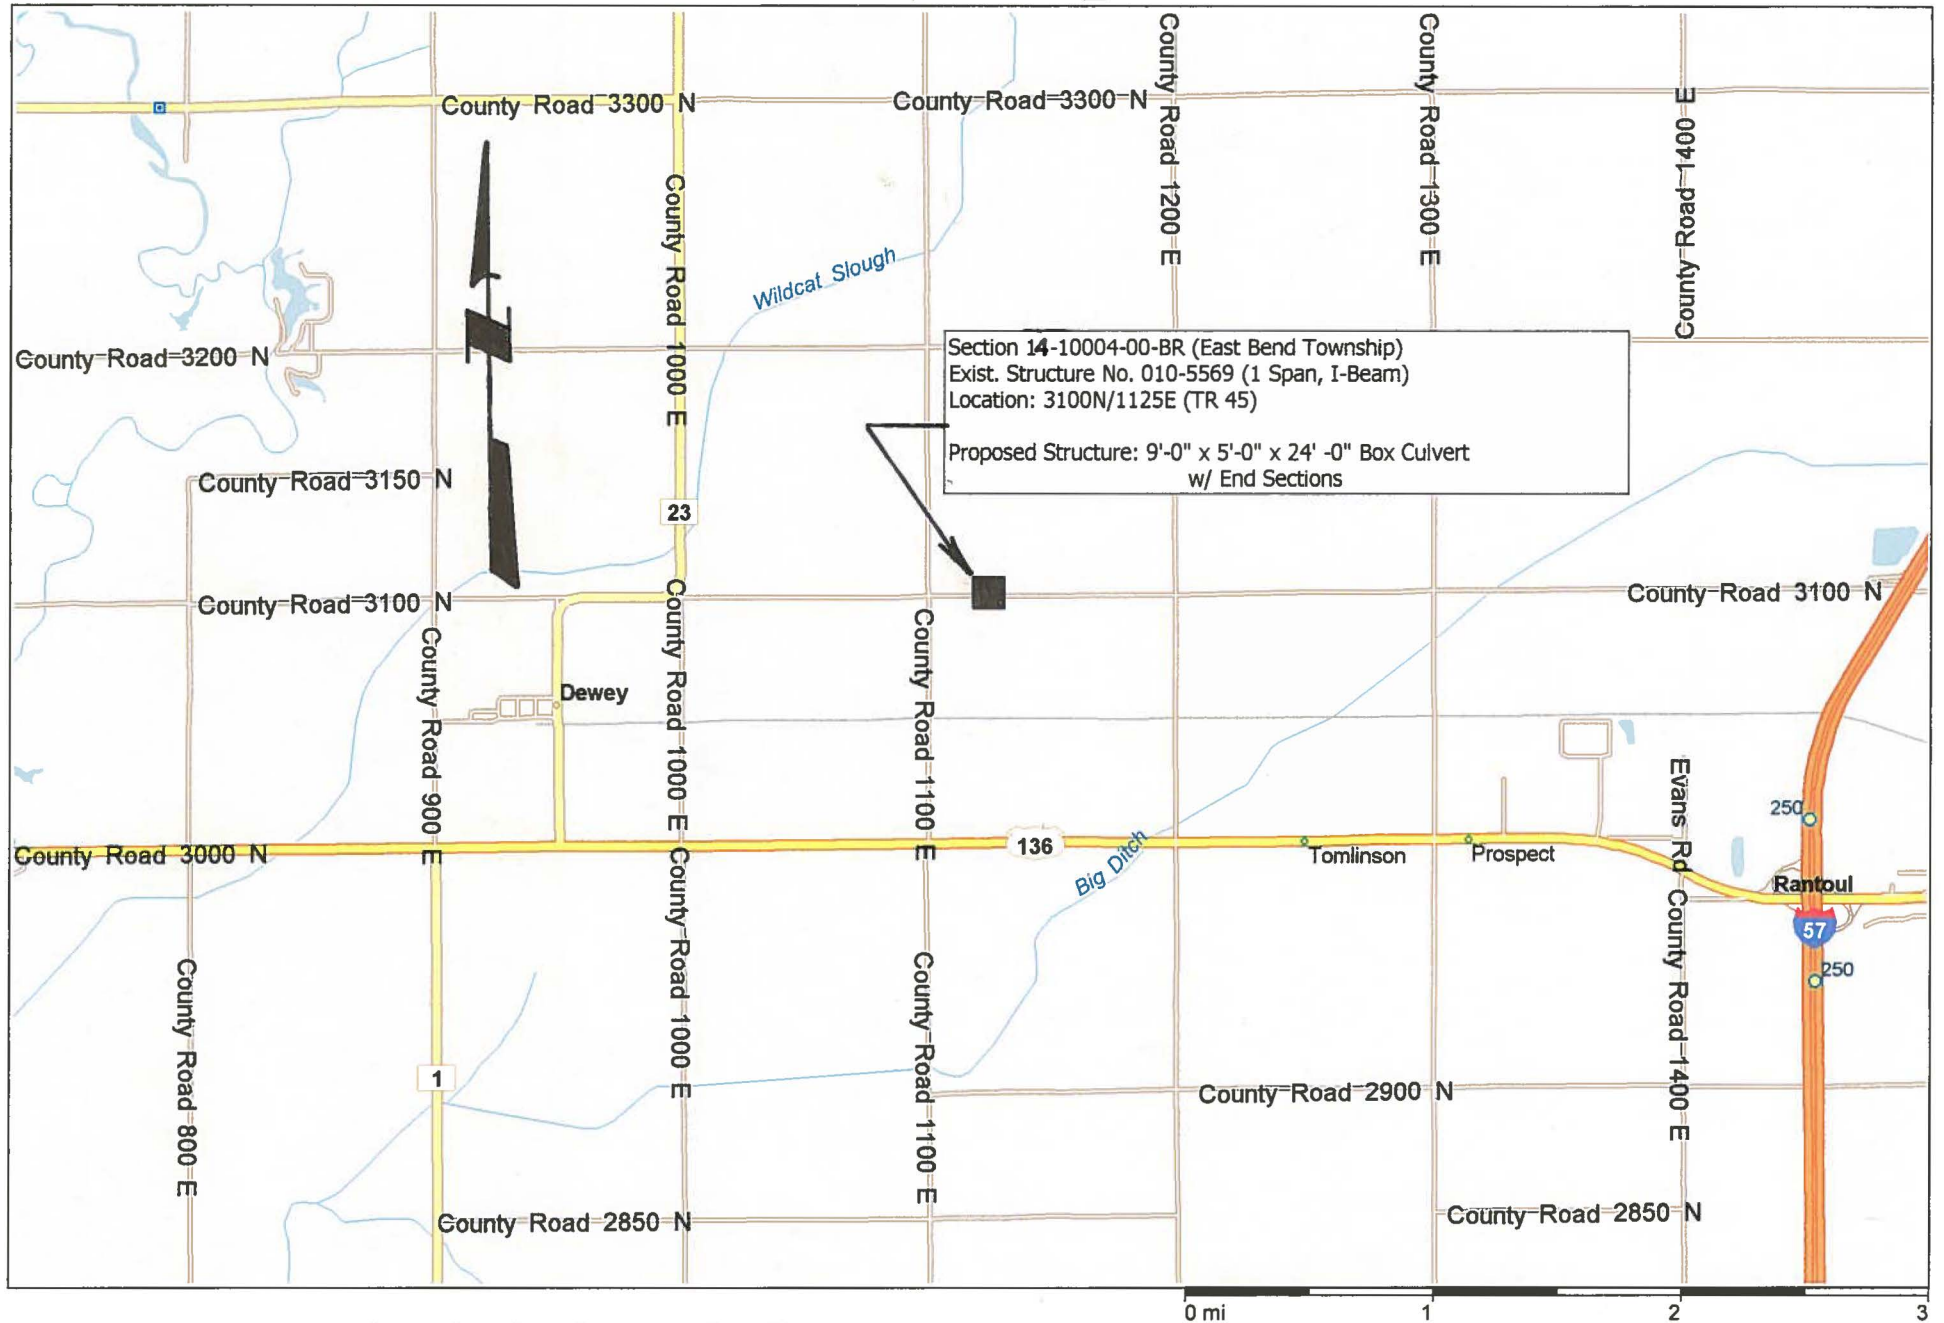 County Road 3300 N
County Road 3300 N
County Road 1200 E
County Road 1300 E
County Road 1400 E
County Road 1000 E
Wildcat Slough
County Road 3200 N
Section 14-10004-00-BR (East Bend Township)
Exist. Structure No. 010-5569 (1 Span, I-Beam)
Location: 3100N/1125E (TR 45)
Proposed Structure: 9'-0" x 5'-0" x 24' -0" Box Culvert
w/ End Sections
County Road 3150 N
23
County Road 3100 N
County Road 3100 N
County Road 900 E
County Road 1000 E
County Road 1100 E
Dewey
Evans Rd
250
County Road 3000 N
136
Big Ditch
Tomlinson
Prospect
Rantoul
57
250
County Road 800 E
County Road 1000 E
County Road 1100 E
County Road 1400 E
1
County Road 2900 N
County Road 2850 N
County Road 2850 N
0 mi
1
2
3